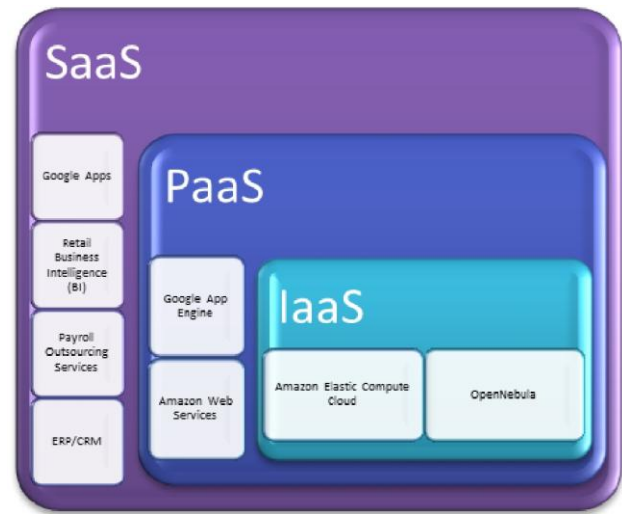 SaaS
Google Apps
Retail
Business
Intelligence
(BI)
Payroll
Outsourcing
Services
ERP/CRM
PaaS
Google App
Engine
Amazon Web
Services
IaaS
Amazon Elastic Compute
Cloud
OpenNebula